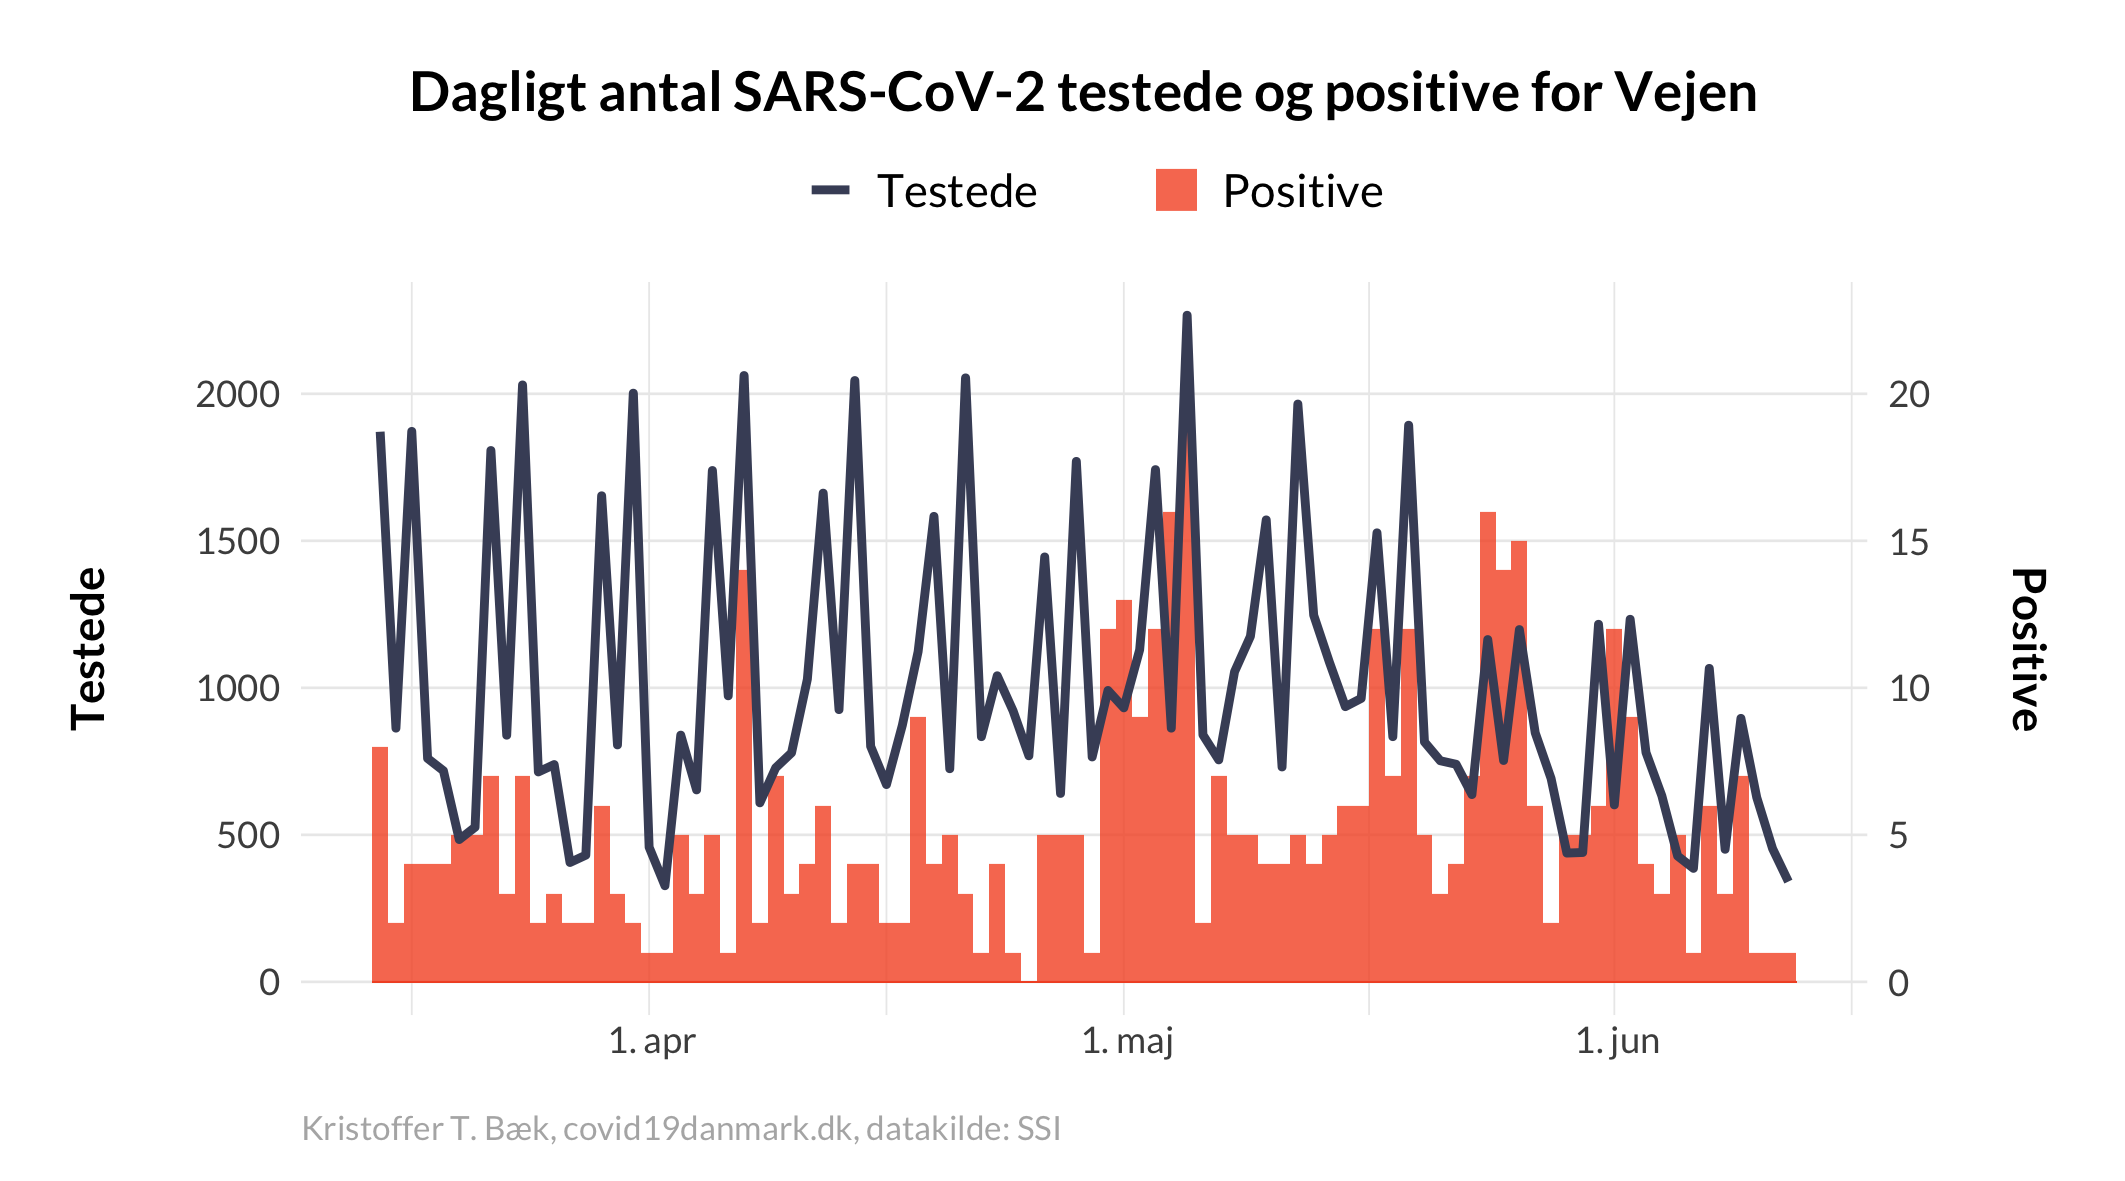 Dagligt antal SARS-CoV-2 testede og positive for Vejen
Testede Positive
2000 20
1500 15
1000 10
500 5
0 0
Testede
Positive
1. apr 1. maj 1. jun
Kristoffer T. Bæk, covid19danmark.dk, datakilde: SSI